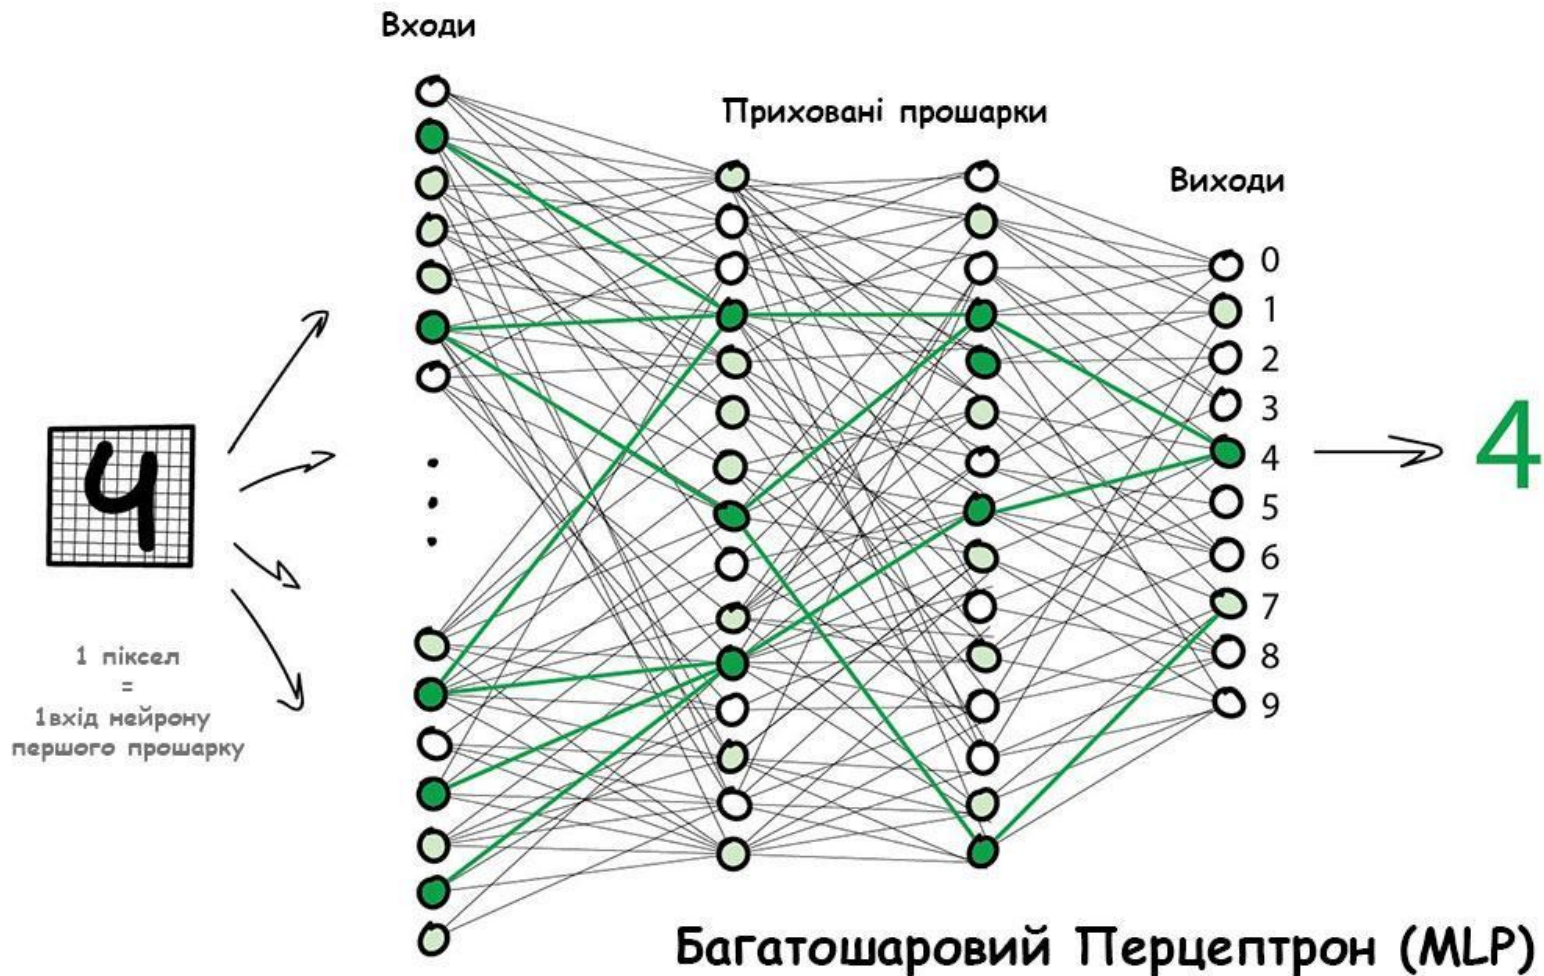 Входи
Приховані прошарки
Виходи
0
1
2
3
4
5
6
7
8
9
4
4
1 піксел
=
1вхід нейрону
першого прошарку
Багатошаровий Перцептрон (MLP)